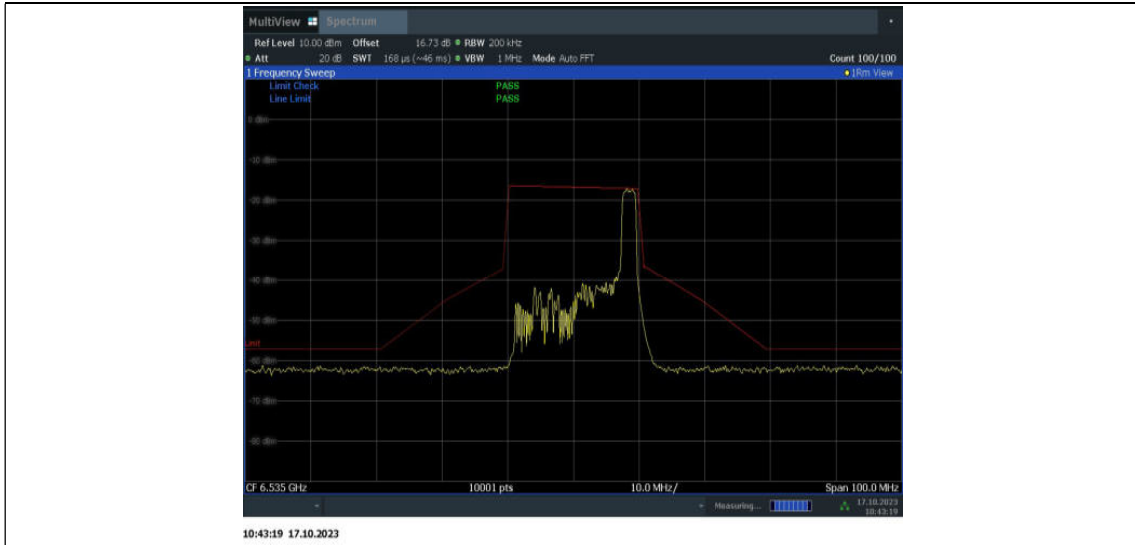 MultiView Spectrum
Ref Level 10.00 dBm Offset 16.73 dB RBW 200 kHz
Att 20 dB SWT 168 µs (~46 ms) VBW 1 MHz Mode Auto FFT Count 100/100
1 Frequency Sweep 1Rm View
Limit Check PASS
Line Limit PASS
0 dBm
-10 dBm
-20 dBm
-30 dBm
-40 dBm
-50 dBm
-60 dBm
-70 dBm
-80 dBm
CF 6.535 GHz 10001 pts 10.0 MHz/ Span 100.0 MHz
Measuring... 17.10.2023
10:43:19
10:43:19 17.10.2023